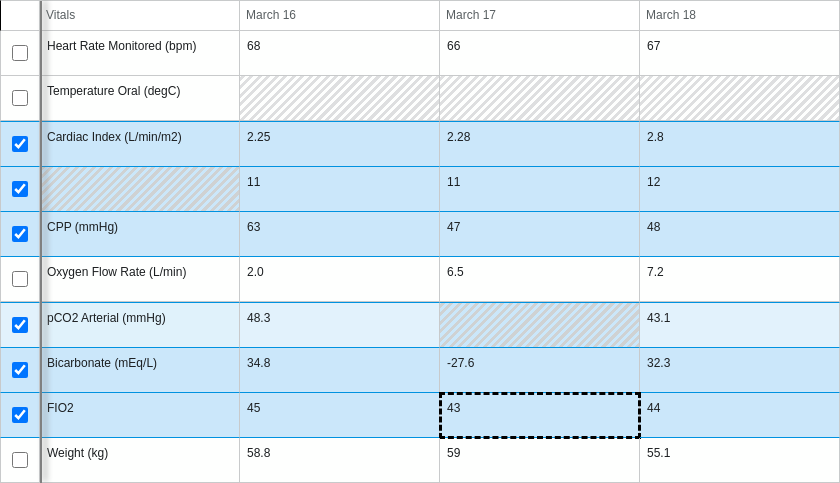 Vitals March 16 March 17 March 18
Heart Rate Monitored (bpm) 68 66 67
Temperature Oral (degC)
Cardiac Index (L/min/m2) 2.25 2.28 2.8
11 11 12
CPP (mmHg) 63 47 48
Oxygen Flow Rate (L/min) 2.0 6.5 7.2
pCO2 Arterial (mmHg) 48.3 43.1
Bicarbonate (mEq/L) 34.8 -27.6 32.3
FIO2 45 43 44
Weight (kg) 58.8 59 55.1